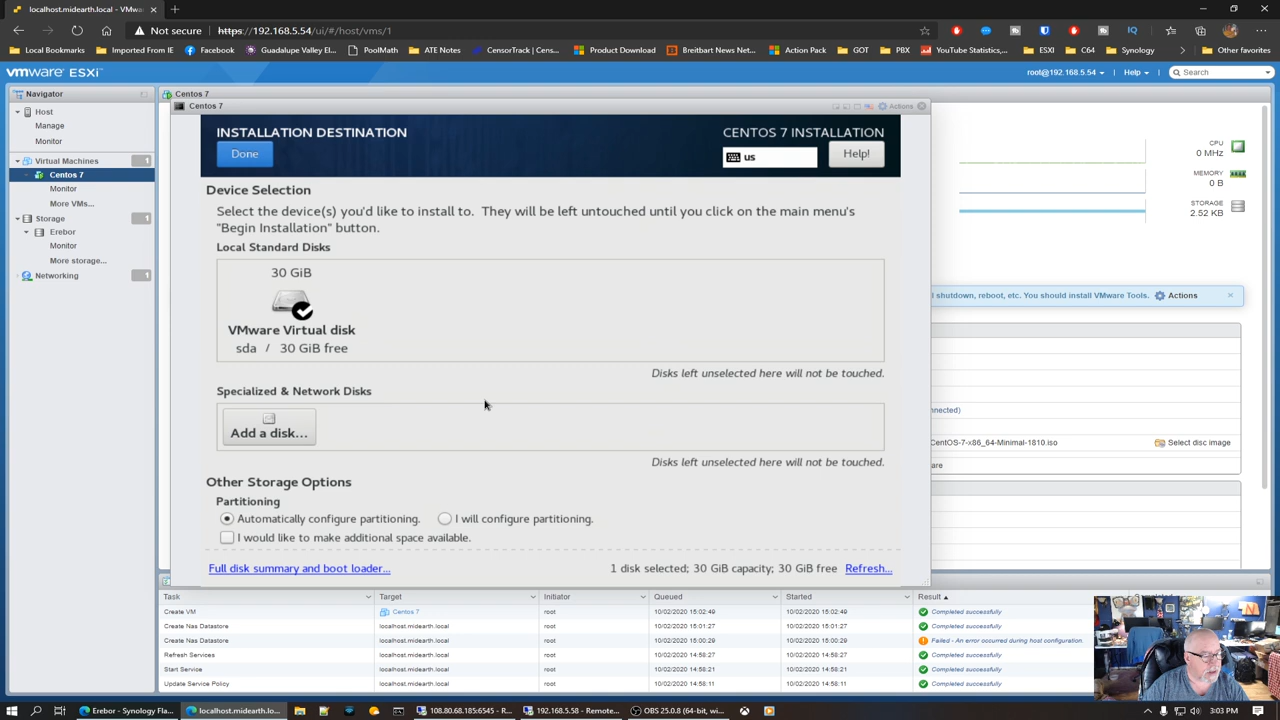 localhost.midearth.local - VMw
Not secure https://192.168.5.54/ui/#/host/vms/1
Local Bookmarks Imported From IE Facebook Guadalupe Valley El... PoolMath ATE Notes CensorTrack | Cens... Product Download Breitbart News Net... Action Pack GOT PBX YouTube Statistics,... ESXI C64 Synology Other favorites
vmware ESXi root@192.168.5.54 Help Search
Navigator
Host
Manage
Monitor
Virtual Machines 1
Centos 7
Monitor
More VMs...
Storage 1
Erebor
Monitor
More storage...
Networking 1
Centos 7
Centos 7 Actions
INSTALLATION DESTINATION CENTOS 7 INSTALLATION
Done us Help!
Device Selection
Select the device(s) you'd like to install to. They will be left untouched until you click on the main menu's
"Begin Installation" button.
Local Standard Disks
30 GiB
VMware Virtual disk
sda / 30 GiB free
Disks left unselected here will not be touched.
Specialized & Network Disks
Add a disk...
Disks left unselected here will not be touched.
Other Storage Options
Partitioning
Automatically configure partitioning. I will configure partitioning.
I would like to make additional space available.
Full disk summary and boot loader... 1 disk selected; 30 GiB capacity; 30 GiB free Refresh...
CPU
0 MHz
MEMORY
0 B
STORAGE
2.52 KB
l shutdown, reboot, etc. You should install VMware Tools. Actions
nnected)
CentOS-7-x86_64-Minimal-1810.iso Select disc image
are
Task Target Initiator Queued Started Result
Create VM Centos 7 root 10/02/2020 15:02:49 10/02/2020 15:02:49 Completed successfully
Create Nas Datastore localhost.midearth.local root 10/02/2020 15:01:27 10/02/2020 15:01:27 Completed successfully
Create Nas Datastore localhost.midearth.local root 10/02/2020 15:00:29 10/02/2020 15:00:29 Failed - An error occurred during host configuration.
Refresh Services localhost.midearth.local root 10/02/2020 14:58:27 10/02/2020 14:58:27 Completed successfully
Start Service localhost.midearth.local root 10/02/2020 14:58:21 10/02/2020 14:58:21 Completed successfully
Update Service Policy localhost.midearth.local root 10/02/2020 14:58:11 10/02/2020 14:58:11 Completed successfully
Erebor - Synology Fla... localhost.midearth.l... 108.80.68.185:6545 - R... 192.168.5.58 - Remote... OBS 25.0.8 (64-bit, wi... 3:03 PM